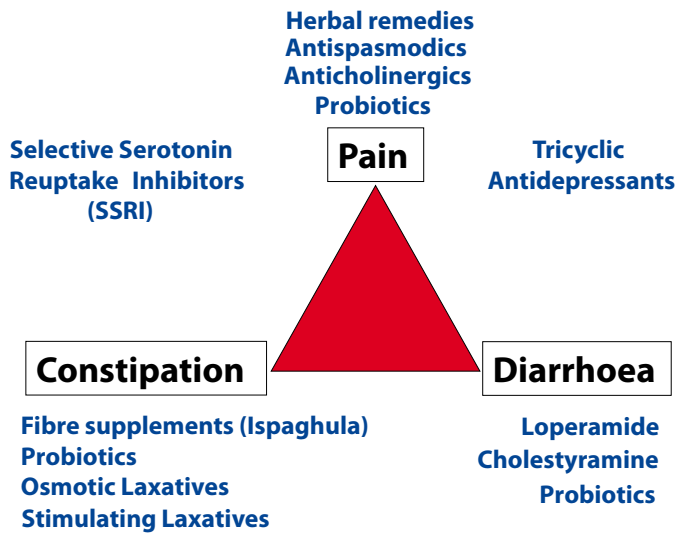 Herbal remedies
Antispasmodics
Anticholinergics
Probiotics
Pain
Selective Serotonin
Reuptake Inhibitors
(SSRI)
Tricyclic
Antidepressants
Constipation
Diarrhoea
Fibre supplements (Ispaghula)
Probiotics
Osmotic Laxatives
Stimulating Laxatives
Loperamide
Cholestyramine
Probiotics